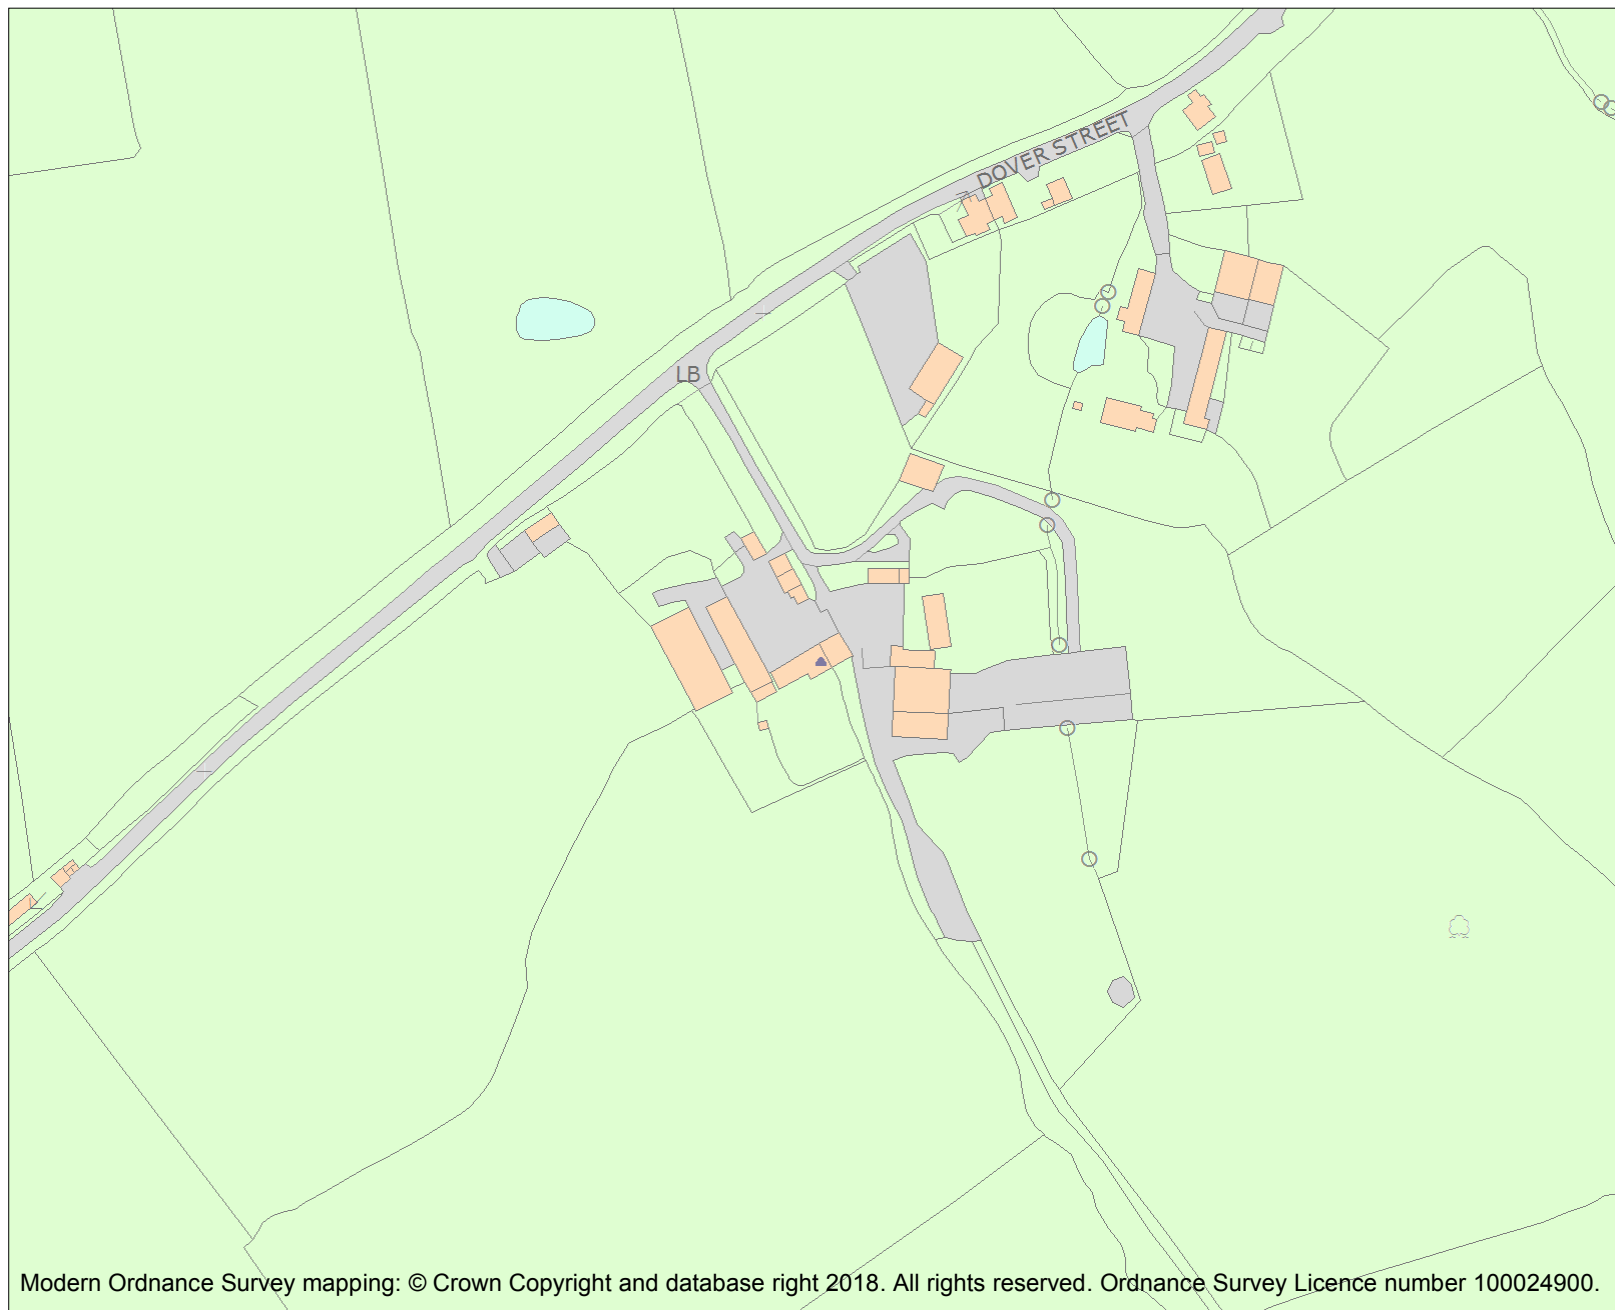 DOVER STREET
LB
Modern Ordnance Survey mapping: © Crown Copyright and database right 2018. All rights reserved. Ordnance Survey Licence number 100024900.